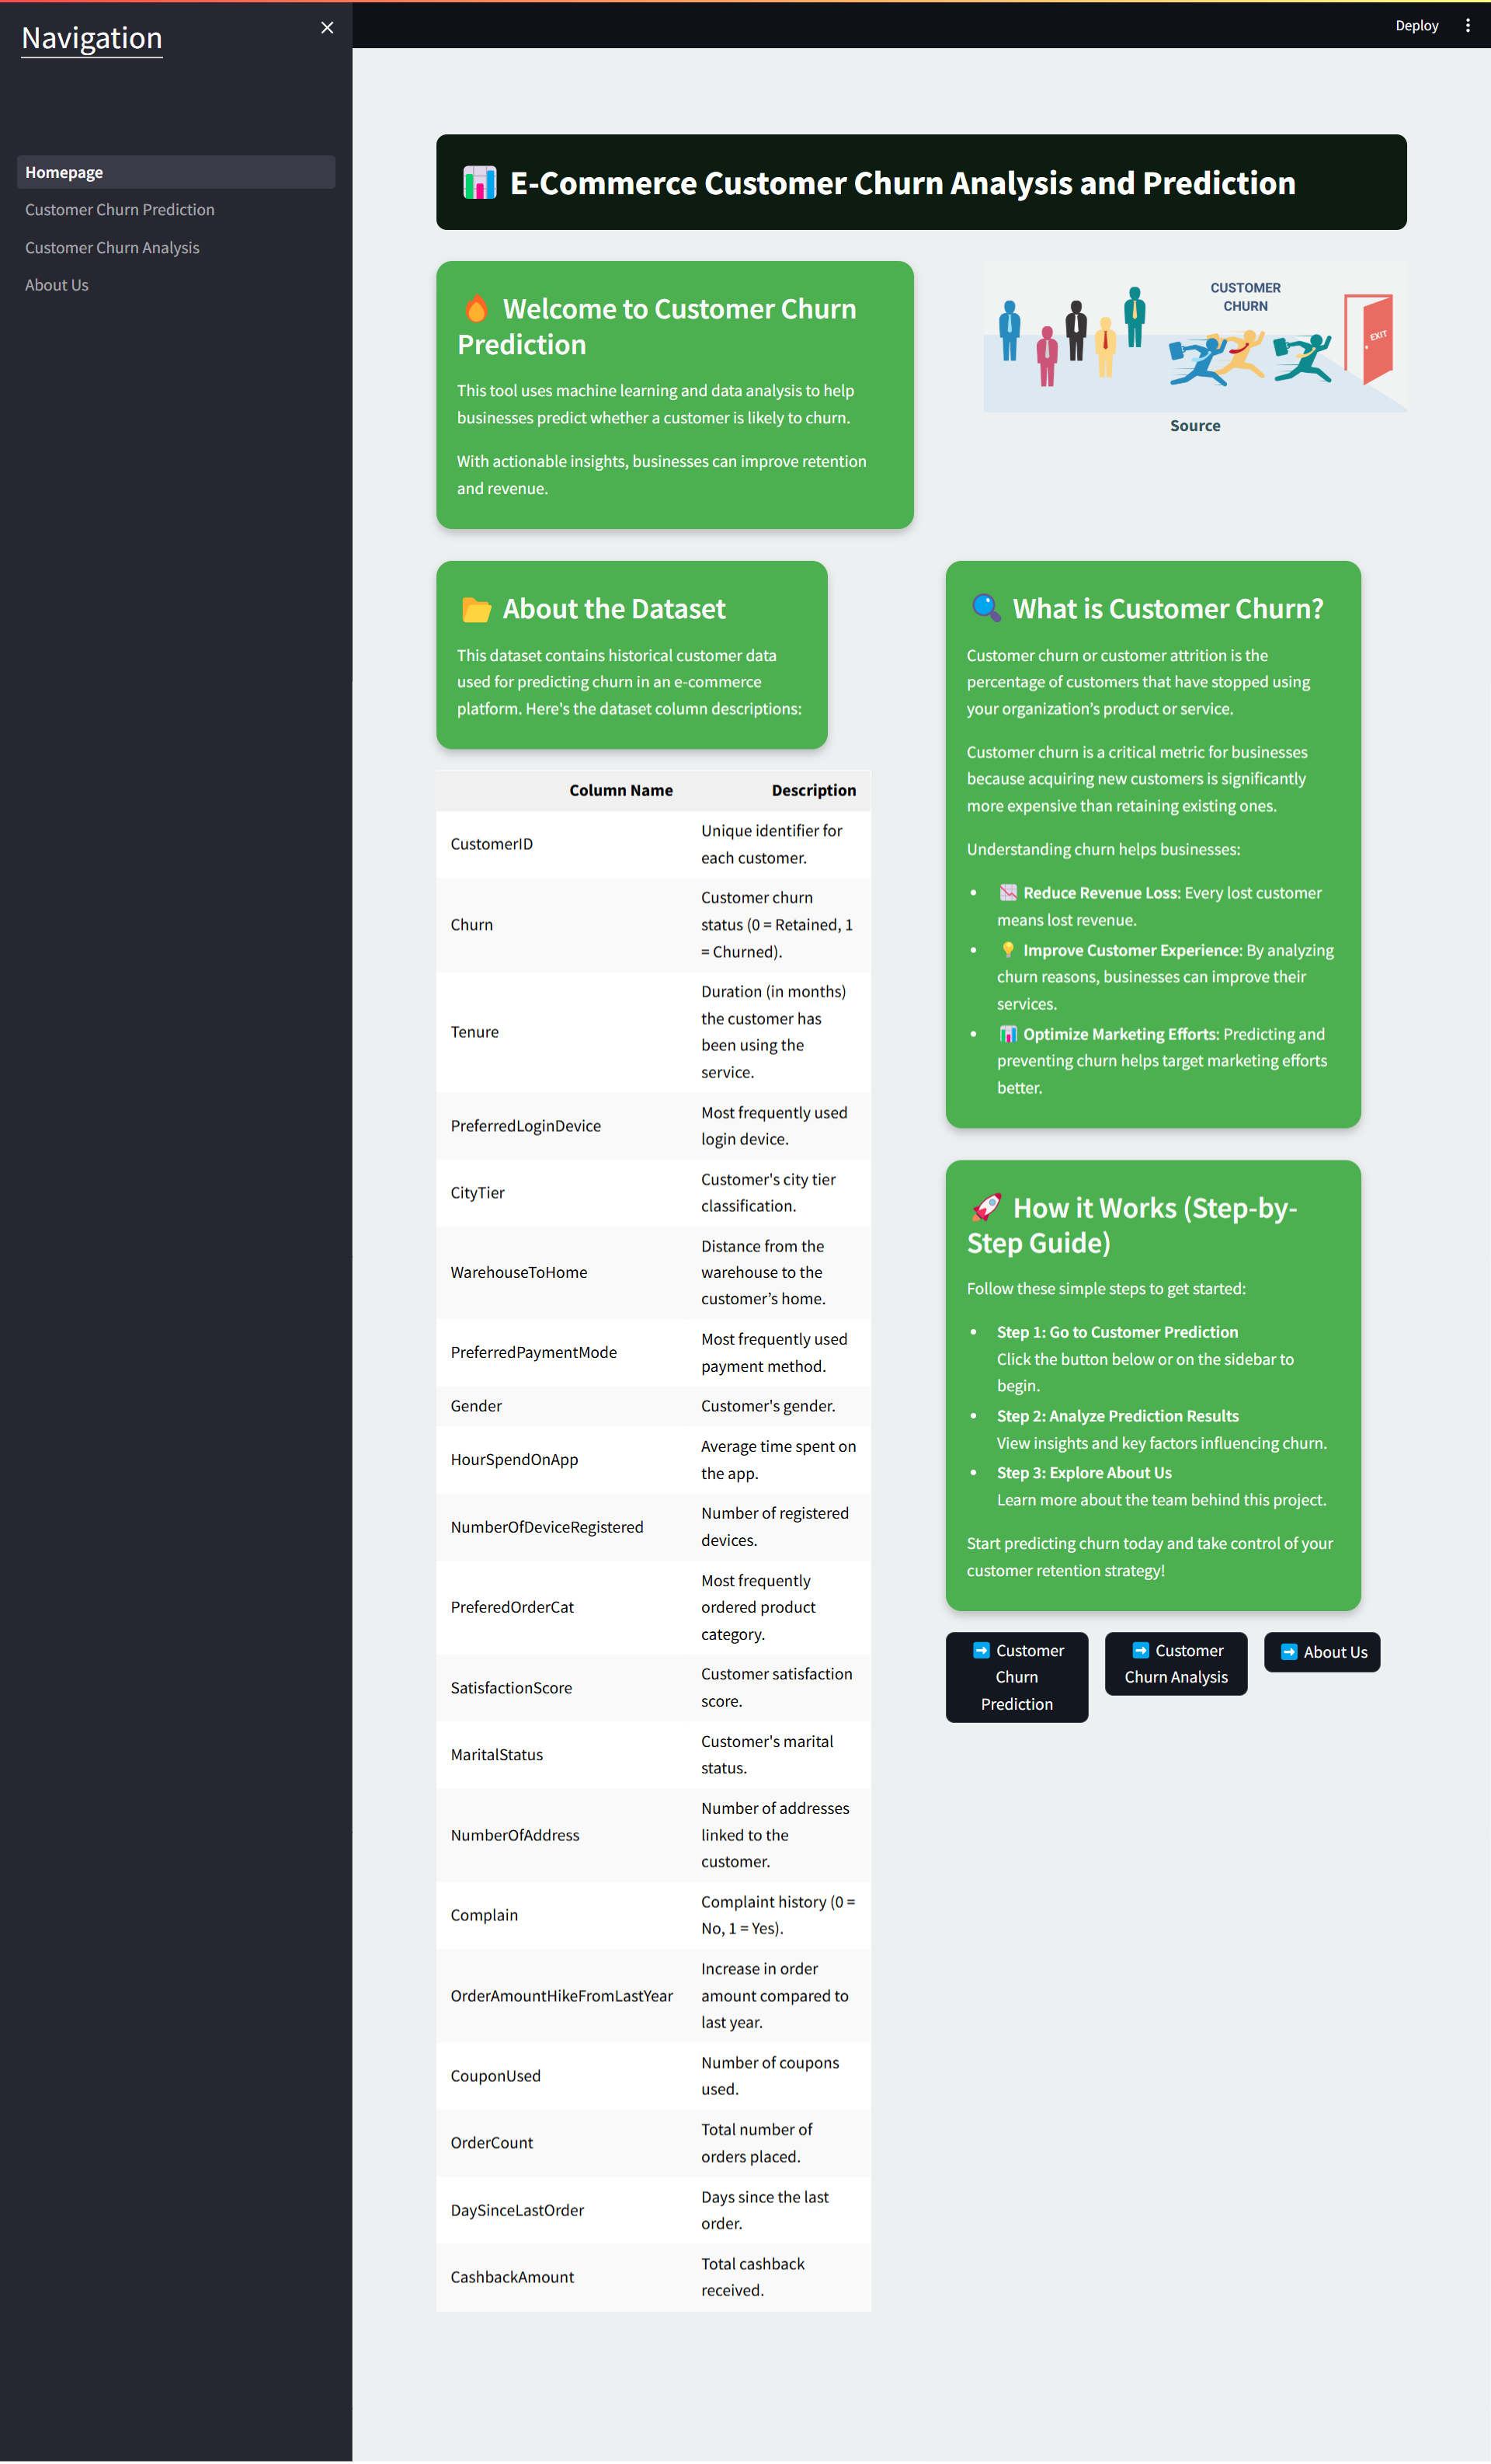 Navigation
Deploy
Homepage
Customer Churn Prediction
Customer Churn Analysis
About Us
E-Commerce Customer Churn Analysis and Prediction
Welcome to Customer Churn
Prediction
This tool uses machine learning and data analysis to help
businesses predict whether a customer is likely to churn.
With actionable insights, businesses can improve retention
and revenue.
CUSTOMER
CHURN
EXIT
Source
About the Dataset
This dataset contains historical customer data
used for predicting churn in an e-commerce
platform. Here's the dataset column descriptions:
Column Name Description
CustomerID
Unique identifier for
each customer.
Churn
Customer churn
status (0 = Retained, 1
= Churned).
Tenure
Duration (in months)
the customer has
been using the
service.
PreferredLoginDevice
Most frequently used
login device.
CityTier
Customer's city tier
classification.
WarehouseToHome
Distance from the
warehouse to the
customer’s home.
PreferredPaymentMode
Most frequently used
payment method.
Gender
Customer's gender.
HourSpendOnApp
Average time spent on
the app.
NumberOfDeviceRegistered
Number of registered
devices.
PreferedOrderCat
Most frequently
ordered product
category.
SatisfactionScore
Customer satisfaction
score.
MaritalStatus
Customer's marital
status.
NumberOfAddress
Number of addresses
linked to the
customer.
Complain
Complaint history (0 =
No, 1 = Yes).
OrderAmountHikeFromLastYear
Increase in order
amount compared to
last year.
CouponUsed
Number of coupons
used.
OrderCount
Total number of
orders placed.
DaySinceLastOrder
Days since the last
order.
CashbackAmount
Total cashback
received.
What is Customer Churn?
Customer churn or customer attrition is the
percentage of customers that have stopped using
your organization’s product or service.
Customer churn is a critical metric for businesses
because acquiring new customers is significantly
more expensive than retaining existing ones.
Understanding churn helps businesses:
• Reduce Revenue Loss: Every lost customer
means lost revenue.
• Improve Customer Experience: By analyzing
churn reasons, businesses can improve their
services.
• Optimize Marketing Efforts: Predicting and
preventing churn helps target marketing efforts
better.
How it Works (Step-by-
Step Guide)
Follow these simple steps to get started:
• Step 1: Go to Customer Prediction
Click the button below or on the sidebar to
begin.
• Step 2: Analyze Prediction Results
View insights and key factors influencing churn.
• Step 3: Explore About Us
Learn more about the team behind this project.
Start predicting churn today and take control of your
customer retention strategy!
Customer
Churn
Prediction
Customer
Churn Analysis
About Us